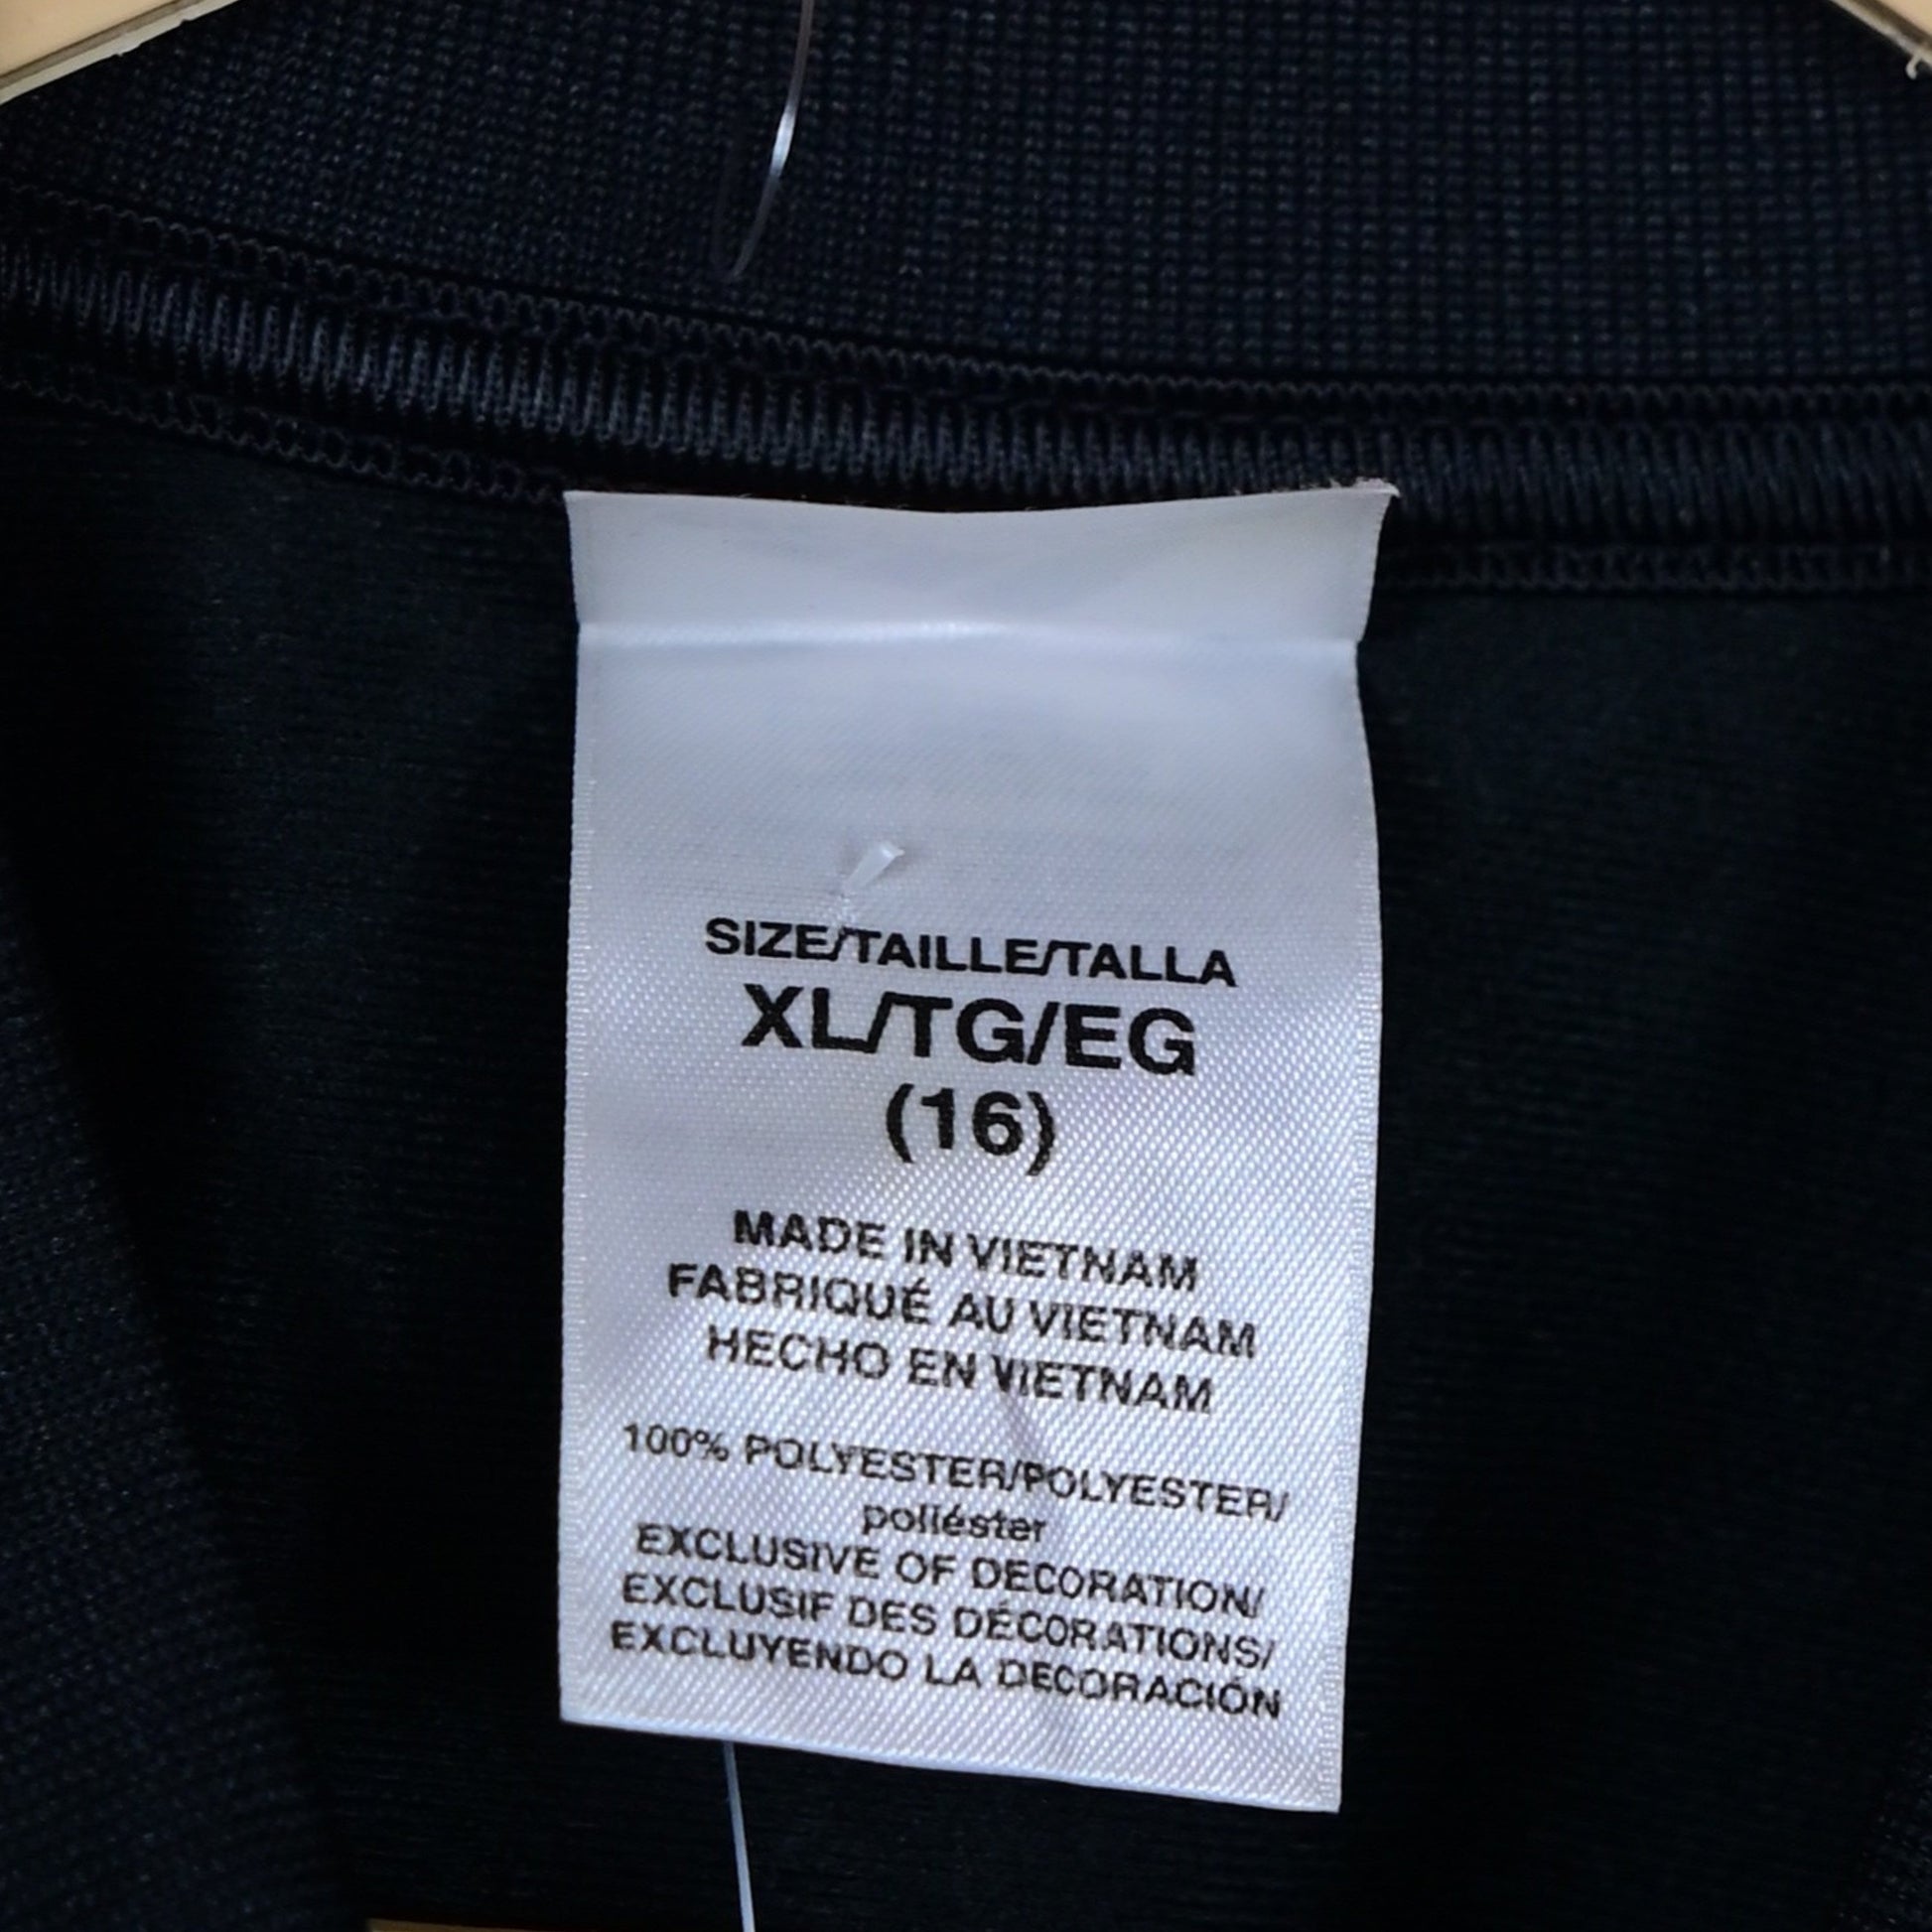 SIZE/TAILLE/TALLA
XL/TG/EG
(16)
MADE IN VIETNAM
FABRIQUÉ AU VIETNAM
HECHO EN VIETNAM
100% POLYESTER/POLYESTER/
poliéster
EXCLUSIVE OF DECORATION/
EXCLUSIF DES DÉCORATIONS/
EXCLUYENDO LA DECORACIÓN